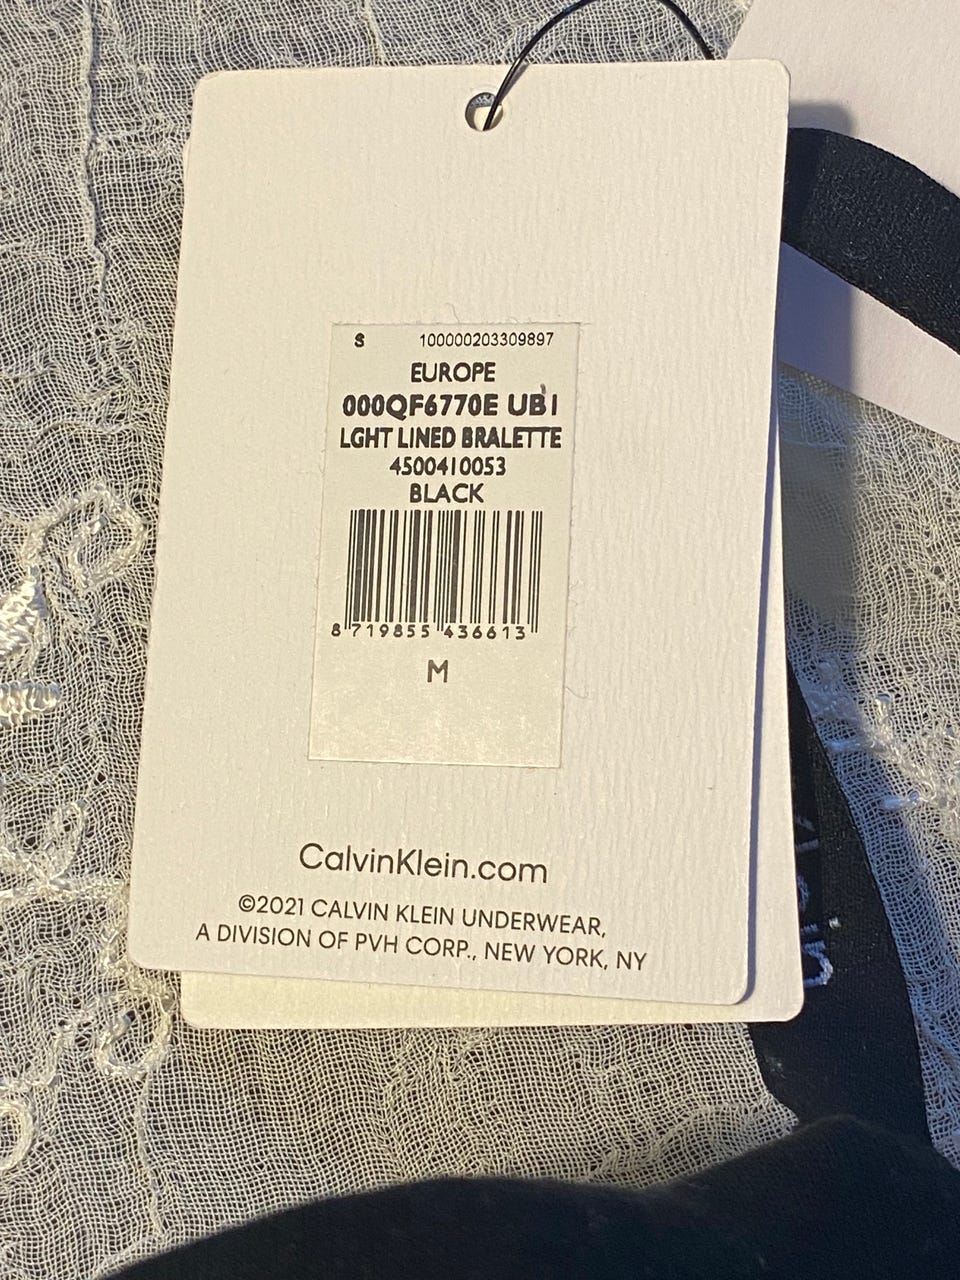 S 100000203309897
EUROPE
000QF6770E UB1
LGHT LINED BRALETTE
4500410053
BLACK
8 719855 436613
M
CalvinKlein.com
©2021 CALVIN KLEIN UNDERWEAR,
A DIVISION OF PVH CORP., NEW YORK, NY